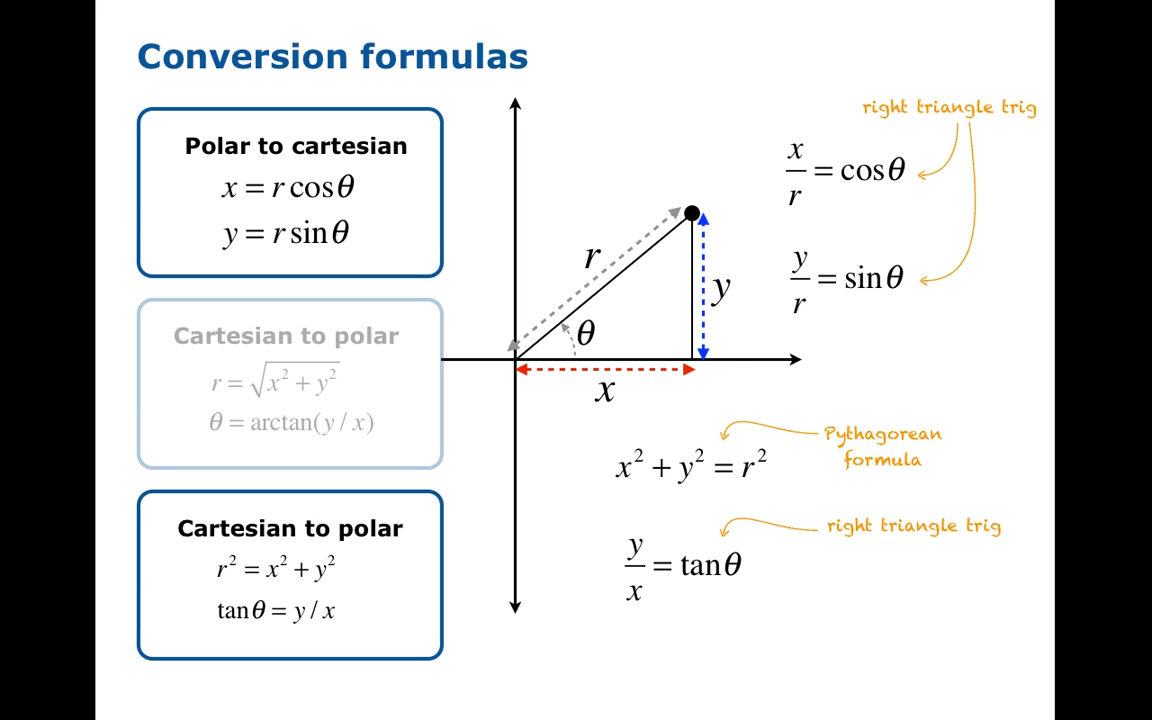 Conversion formulas
Polar to cartesian
x = r cosθ
y = r sinθ
Cartesian to polar
r = √(x² + y²)
θ = arctan(y / x)
Cartesian to polar
r² = x² + y²
tanθ = y / x
r
θ
y
x
right triangle trig
x/r = cosθ
y/r = sinθ
Pythagorean
formula
x² + y² = r²
right triangle trig
y/x = tanθ